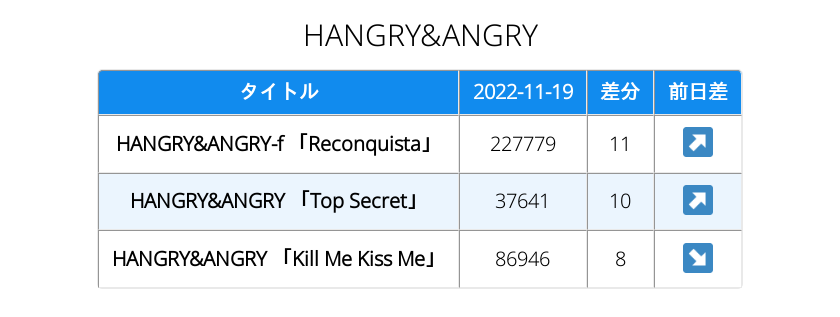 HANGRY&ANGRY
タイトル 2022-11-19 差分 前日差
HANGRY&ANGRY-f 「Reconquista」 227779 11 ↗
HANGRY&ANGRY 「Top Secret」 37641 10 ↗
HANGRY&ANGRY 「Kill Me Kiss Me」 86946 8 ↘